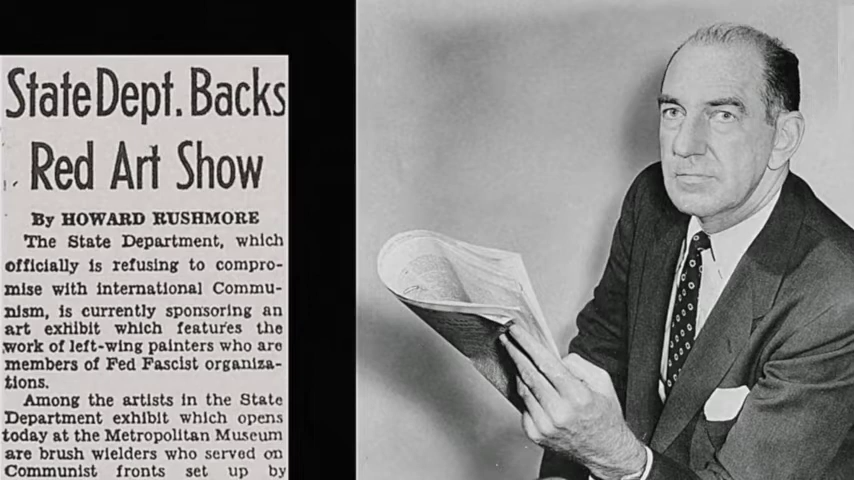 State Dept. Backs
Red Art Show
By HOWARD RUSHMORE
The State Department, which
officially is refusing to compro-
mise with international Commu-
nism, is currently sponsoring an
art exhibit which features the
work of left-wing painters who are
members of Fed Fascist organiza-
tions.
Among the artists in the State
Department exhibit which opens
today at the Metropolitan Museum
are brush wielders who served on
Communist fronts set up by